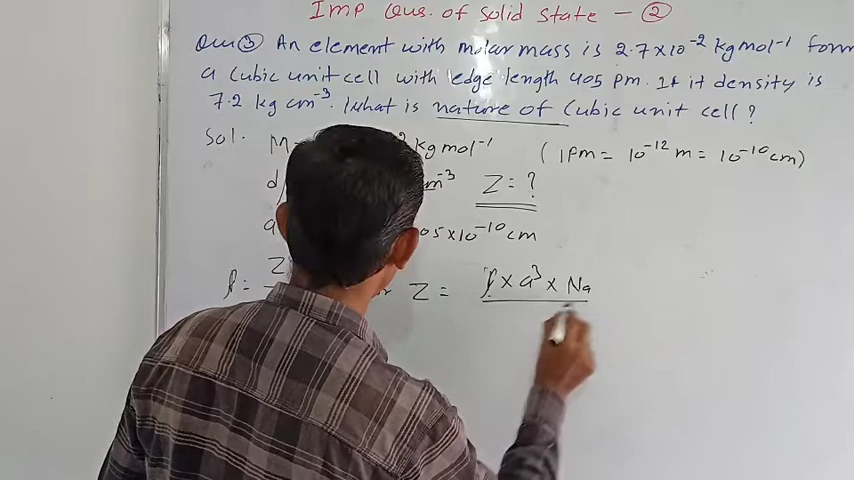 Imp Qus. of solid state - ②
Qus ③ An element with molar mass is 2.7×10⁻² kg mol⁻¹ form
a cubic unit cell with edge length 405 pm. If it density is
7.2 kg cm⁻³. What is nature of cubic unit cell?
Sol. kg mol⁻¹ (1pm = 10⁻¹² m = 10⁻¹⁰ cm)
Z = ?
05×10⁻¹⁰ cm
ρ = Z or Z = ρ × a³ × Na